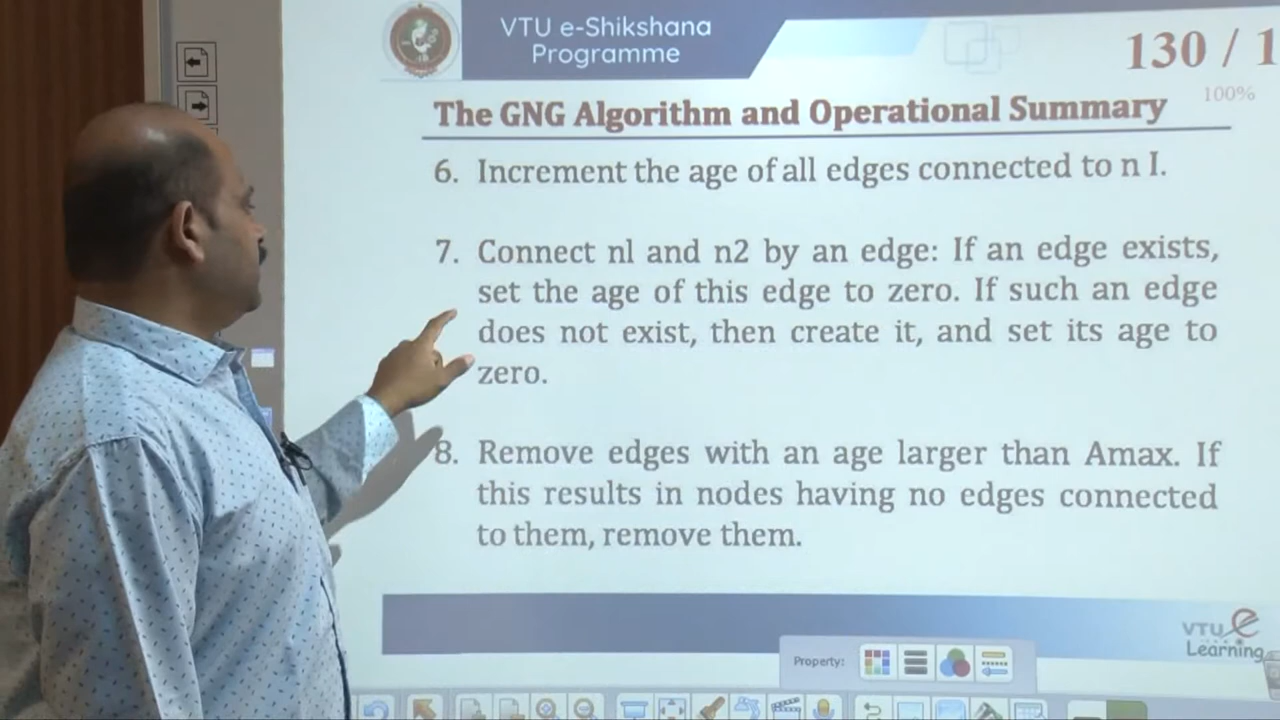 VTU e-Shikshana
Programme
130 / 1
100%
The GNG Algorithm and Operational Summary
6. Increment the age of all edges connected to n I.
7. Connect nl and n2 by an edge: If an edge exists,
set the age of this edge to zero. If such an edge
does not exist, then create it, and set its age to
zero.
8. Remove edges with an age larger than Amax. If
this results in nodes having no edges connected
to them, remove them.
VTU e
Learning
Property: